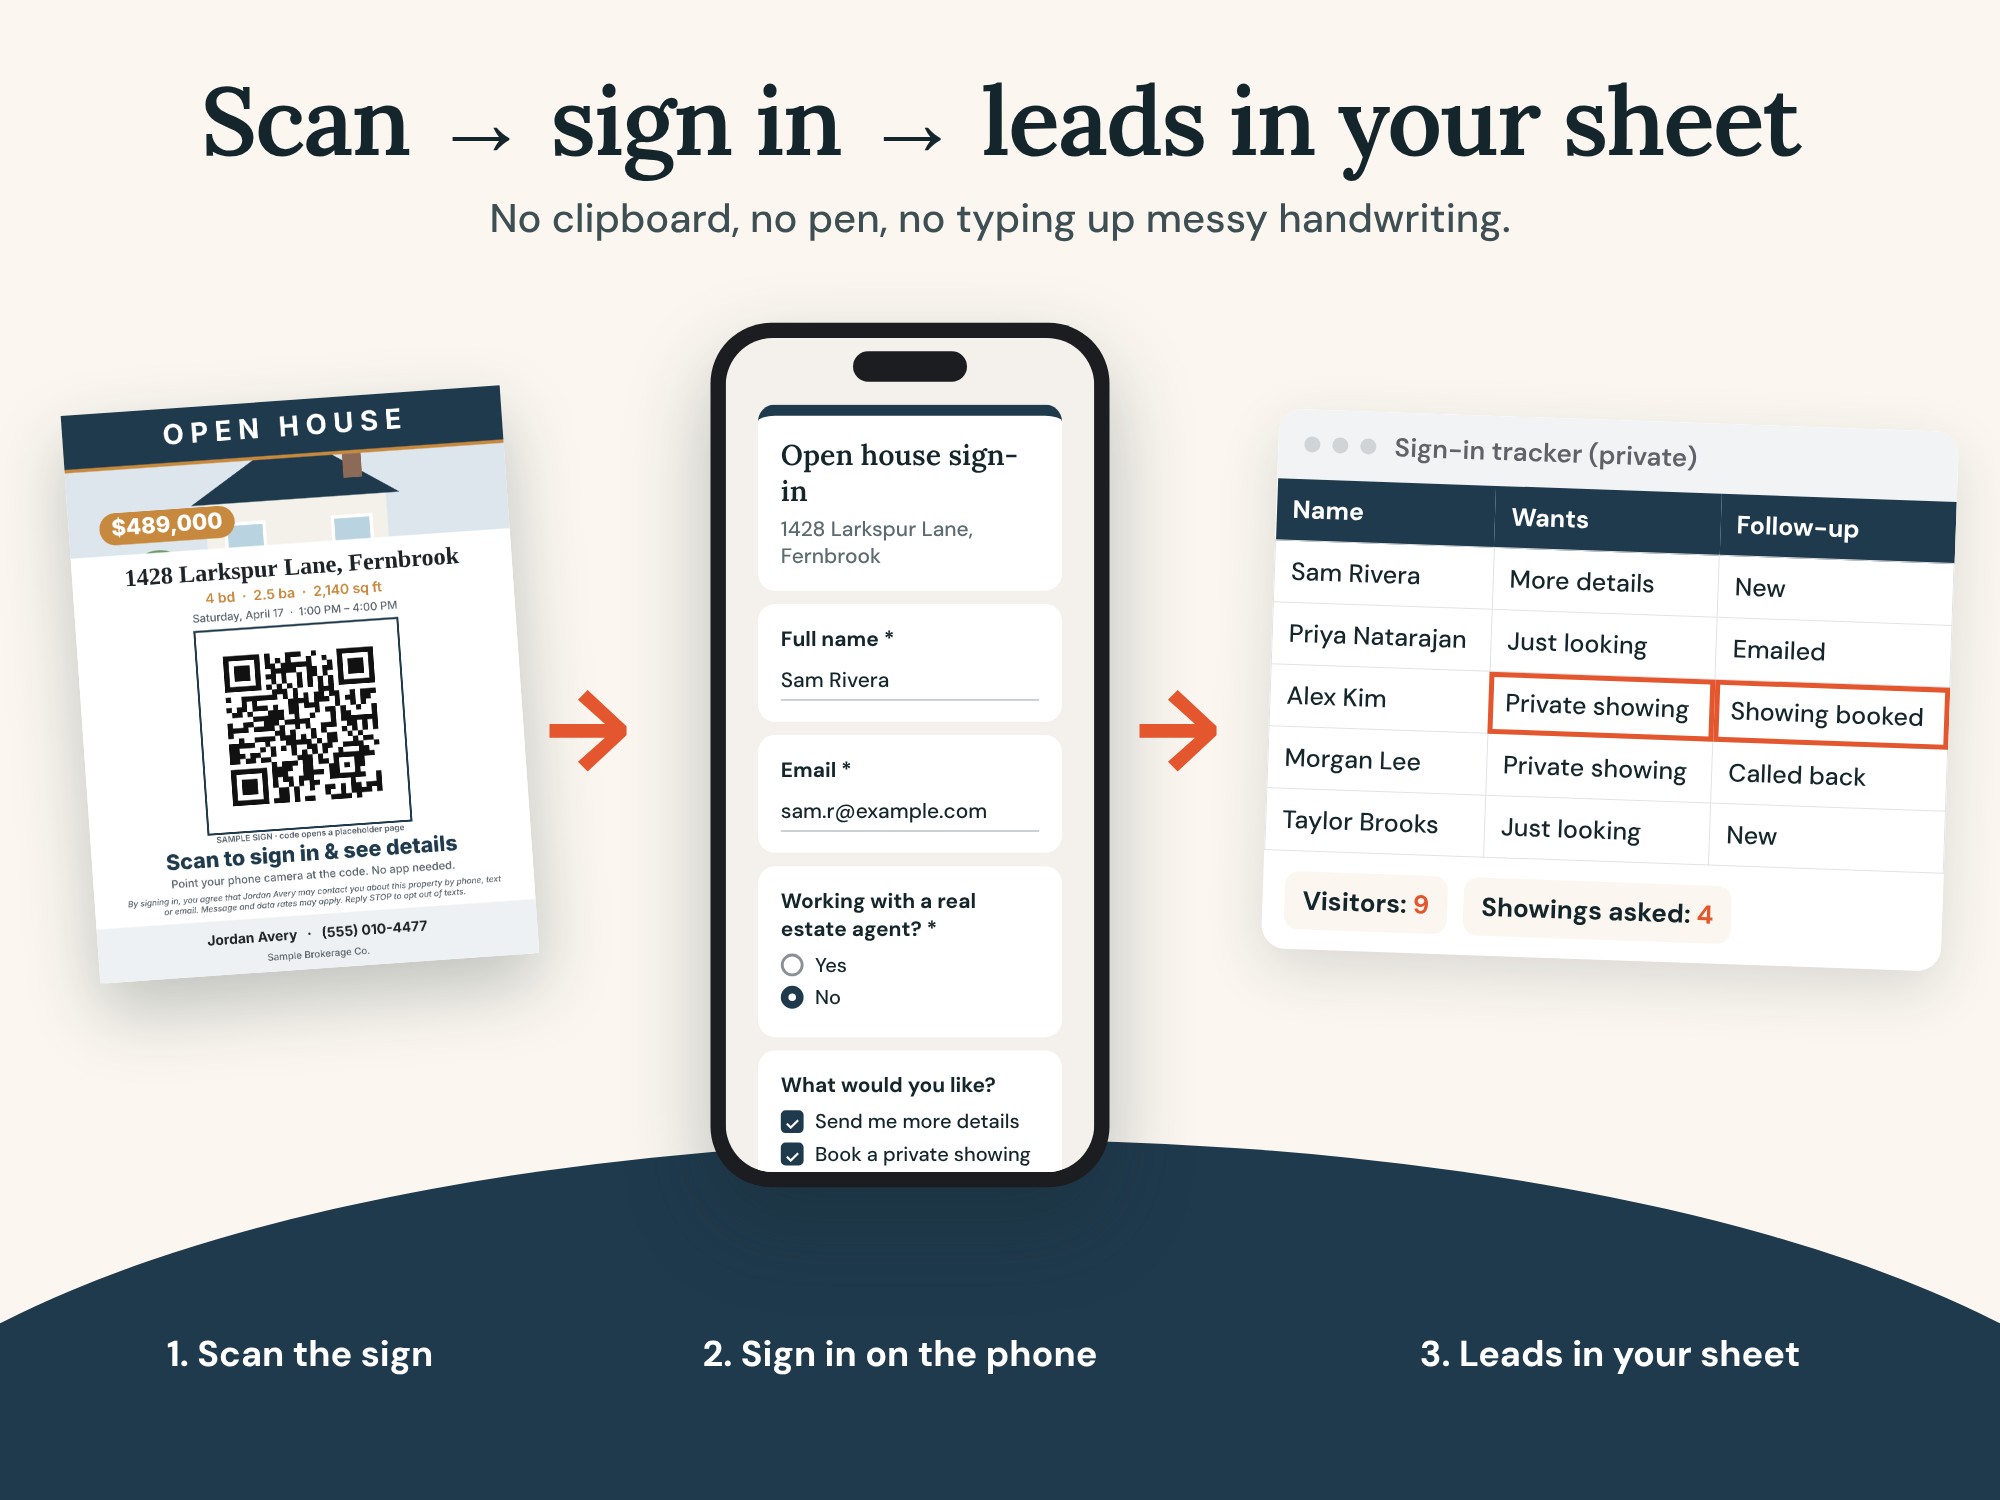 Scan → sign in → leads in your sheet
No clipboard, no pen, no typing up messy handwriting.
OPEN HOUSE
$489,000
1428 Larkspur Lane, Fernbrook
4 bd · 2.5 ba · 2,140 sq ft
Saturday, April 17 · 1:00 PM – 4:00 PM
SAMPLE SIGN · code opens a placeholder page
Scan to sign in & see details
Point your phone camera at the code. No app needed.
By signing in, you agree that Jordan Avery may contact you about this property by phone, text
or email. Message and data rates may apply. Reply STOP to opt out of texts.
Jordan Avery · (555) 010-4477
Sample Brokerage Co.
Open house sign-
in
1428 Larkspur Lane,
Fernbrook
Full name *
Sam Rivera
Email *
sam.r@example.com
Working with a real
estate agent? *
Yes
No
What would you like?
Send me more details
Book a private showing
Sign-in tracker (private)
Name Wants Follow-up
Sam Rivera More details New
Priya Natarajan Just looking Emailed
Alex Kim Private showing Showing booked
Morgan Lee Private showing Called back
Taylor Brooks Just looking New
Visitors: 9 Showings asked: 4
1. Scan the sign
2. Sign in on the phone
3. Leads in your sheet